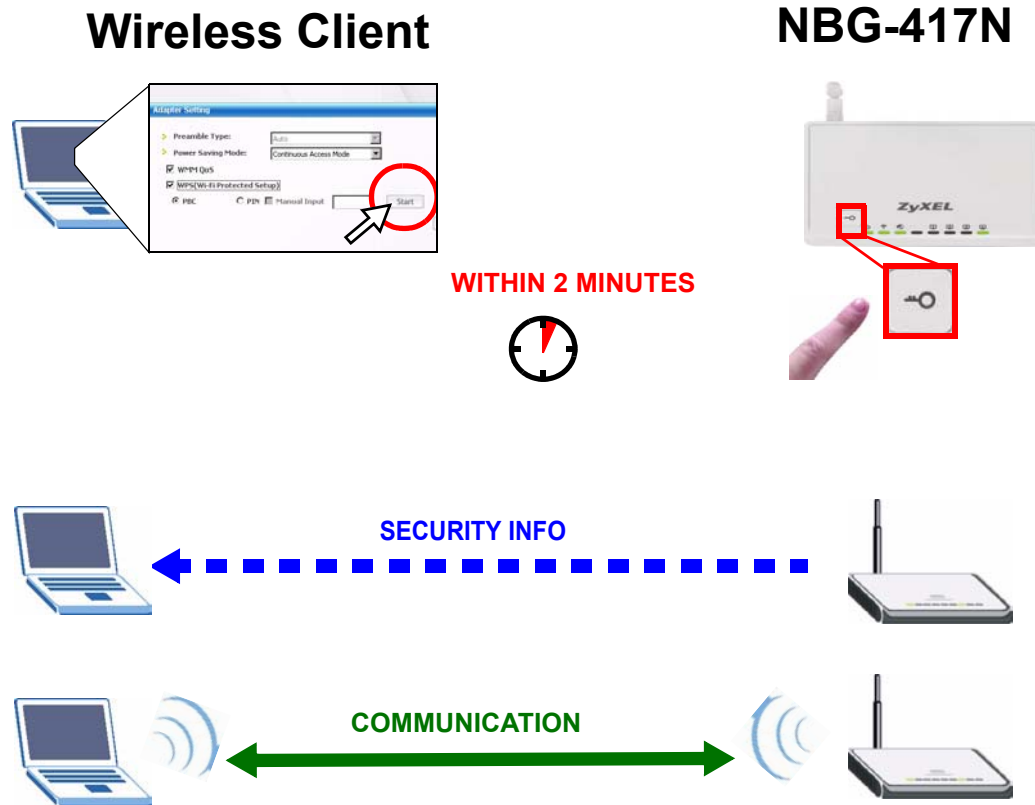 Wireless Client
NBG-417N
Adapter Setting
Preamble Type:
Auto
Power Saving Mode:
Continuous Access Mode
WMM QoS
WPS(Wi-Fi Protected Setup)
PBC
PIN
Manual Input
Start
ZyXEL
WITHIN 2 MINUTES
SECURITY INFO
COMMUNICATION